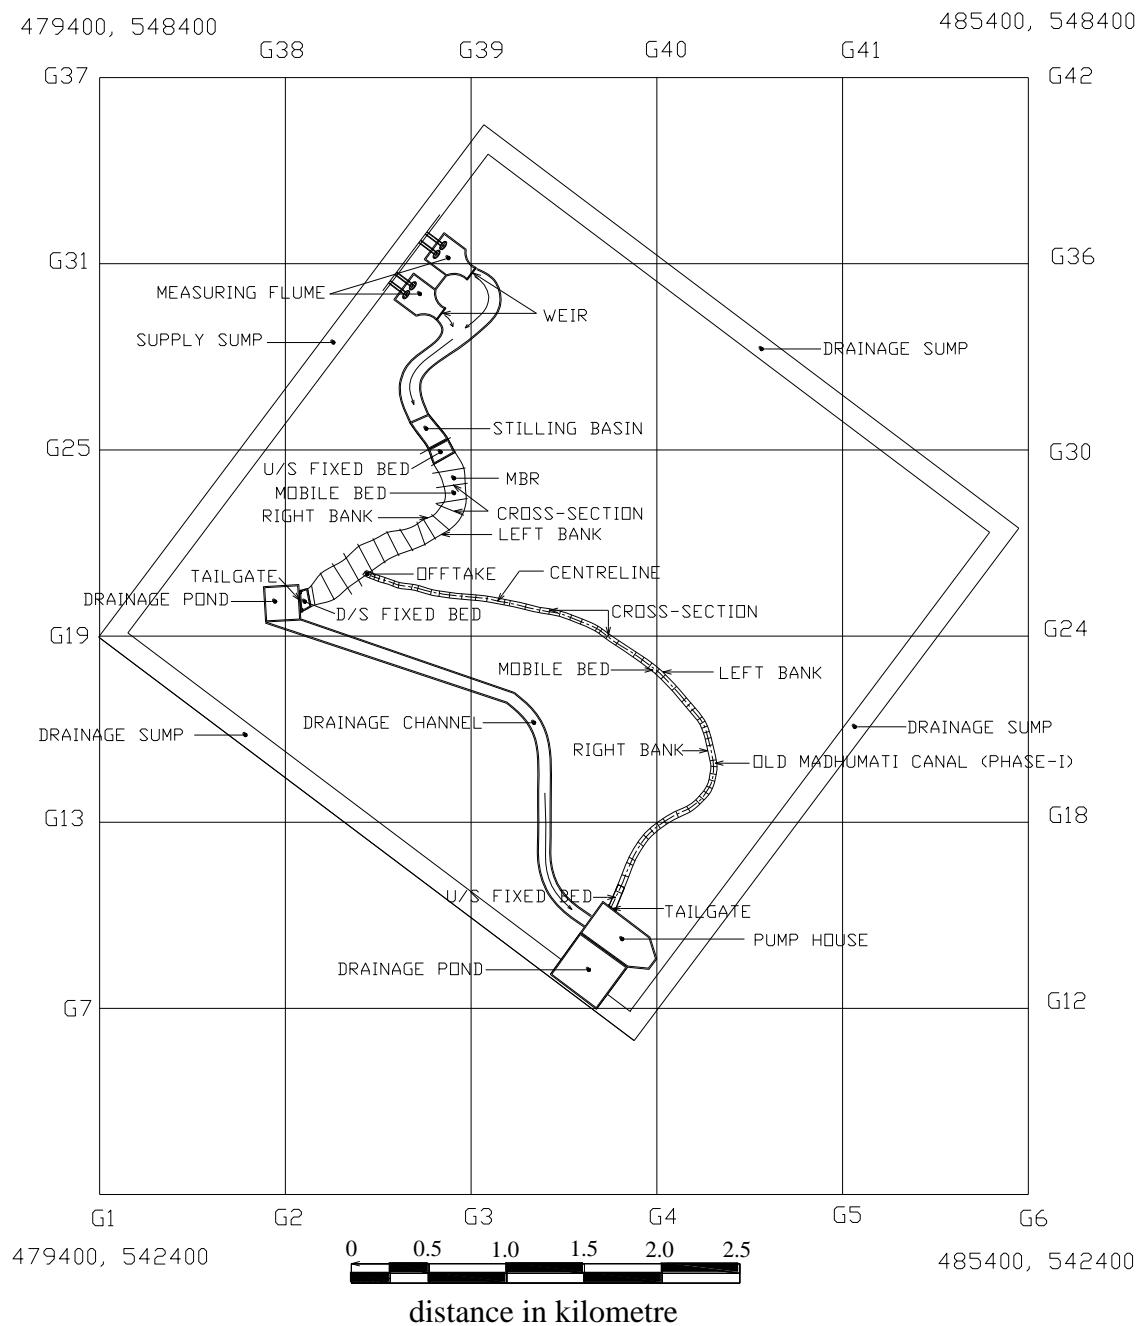 479400, 548400
485400, 548400
G38
G39
G40
G41
G37
G42
G31
G36
MEASURING FLUME
WEIR
SUPPLY SUMP
DRAINAGE SUMP
STILLING BASIN
G25
G30
U/S FIXED BED
MBR
MOBILE BED
RIGHT BANK
CROSS-SECTION
LEFT BANK
TAILGATE
OFFTAKE
CENTRELINE
DRAINAGE POND
D/S FIXED BED
CROSS-SECTION
G19
G24
MOBILE BED
LEFT BANK
DRAINAGE CHANNEL
DRAINAGE SUMP
DRAINAGE SUMP
RIGHT BANK
OLD MADHUMATI CANAL (PHASE-I)
G13
G18
U/S FIXED BED
TAILGATE
PUMP HOUSE
DRAINAGE POND
G7
G12
G1
G2
G3
G4
G5
G6
479400, 542400
485400, 542400
0 0.5 1.0 1.5 2.0 2.5
distance in kilometre